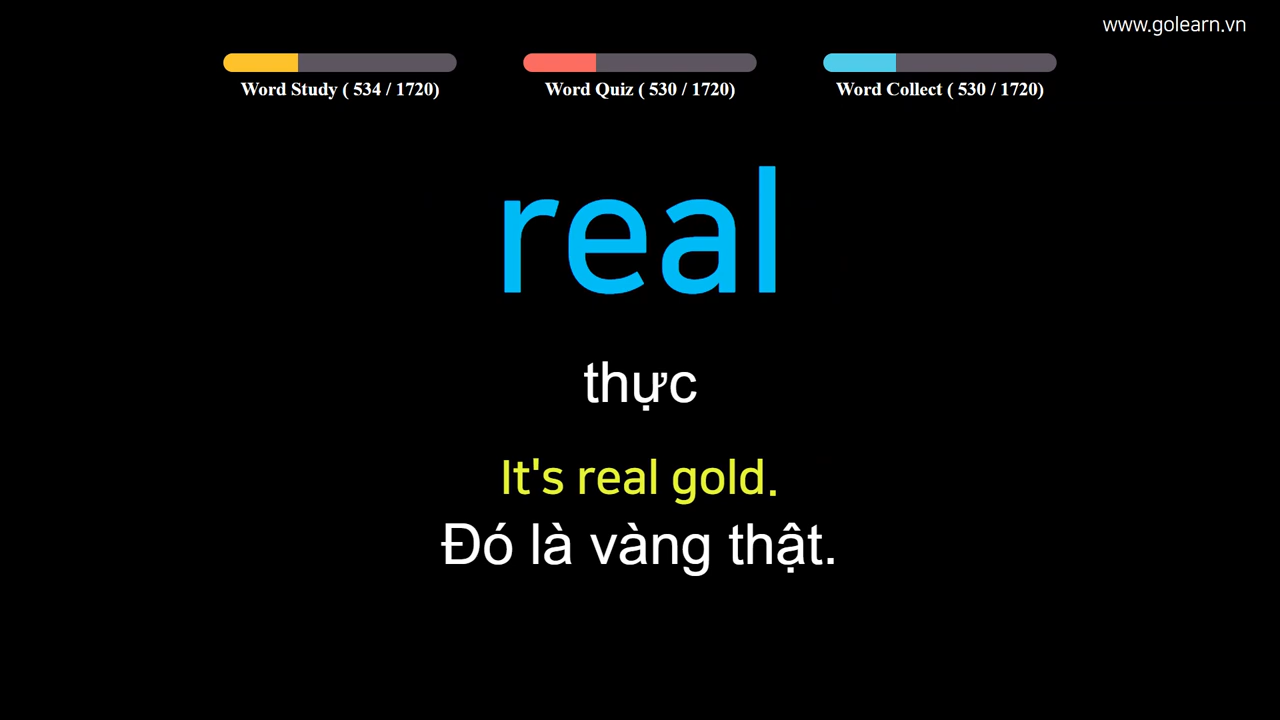 www.golearn.vn
Word Study ( 534 / 1720)
Word Quiz ( 530 / 1720)
Word Collect ( 530 / 1720)
real
thực
It's real gold.
Đó là vàng thật.